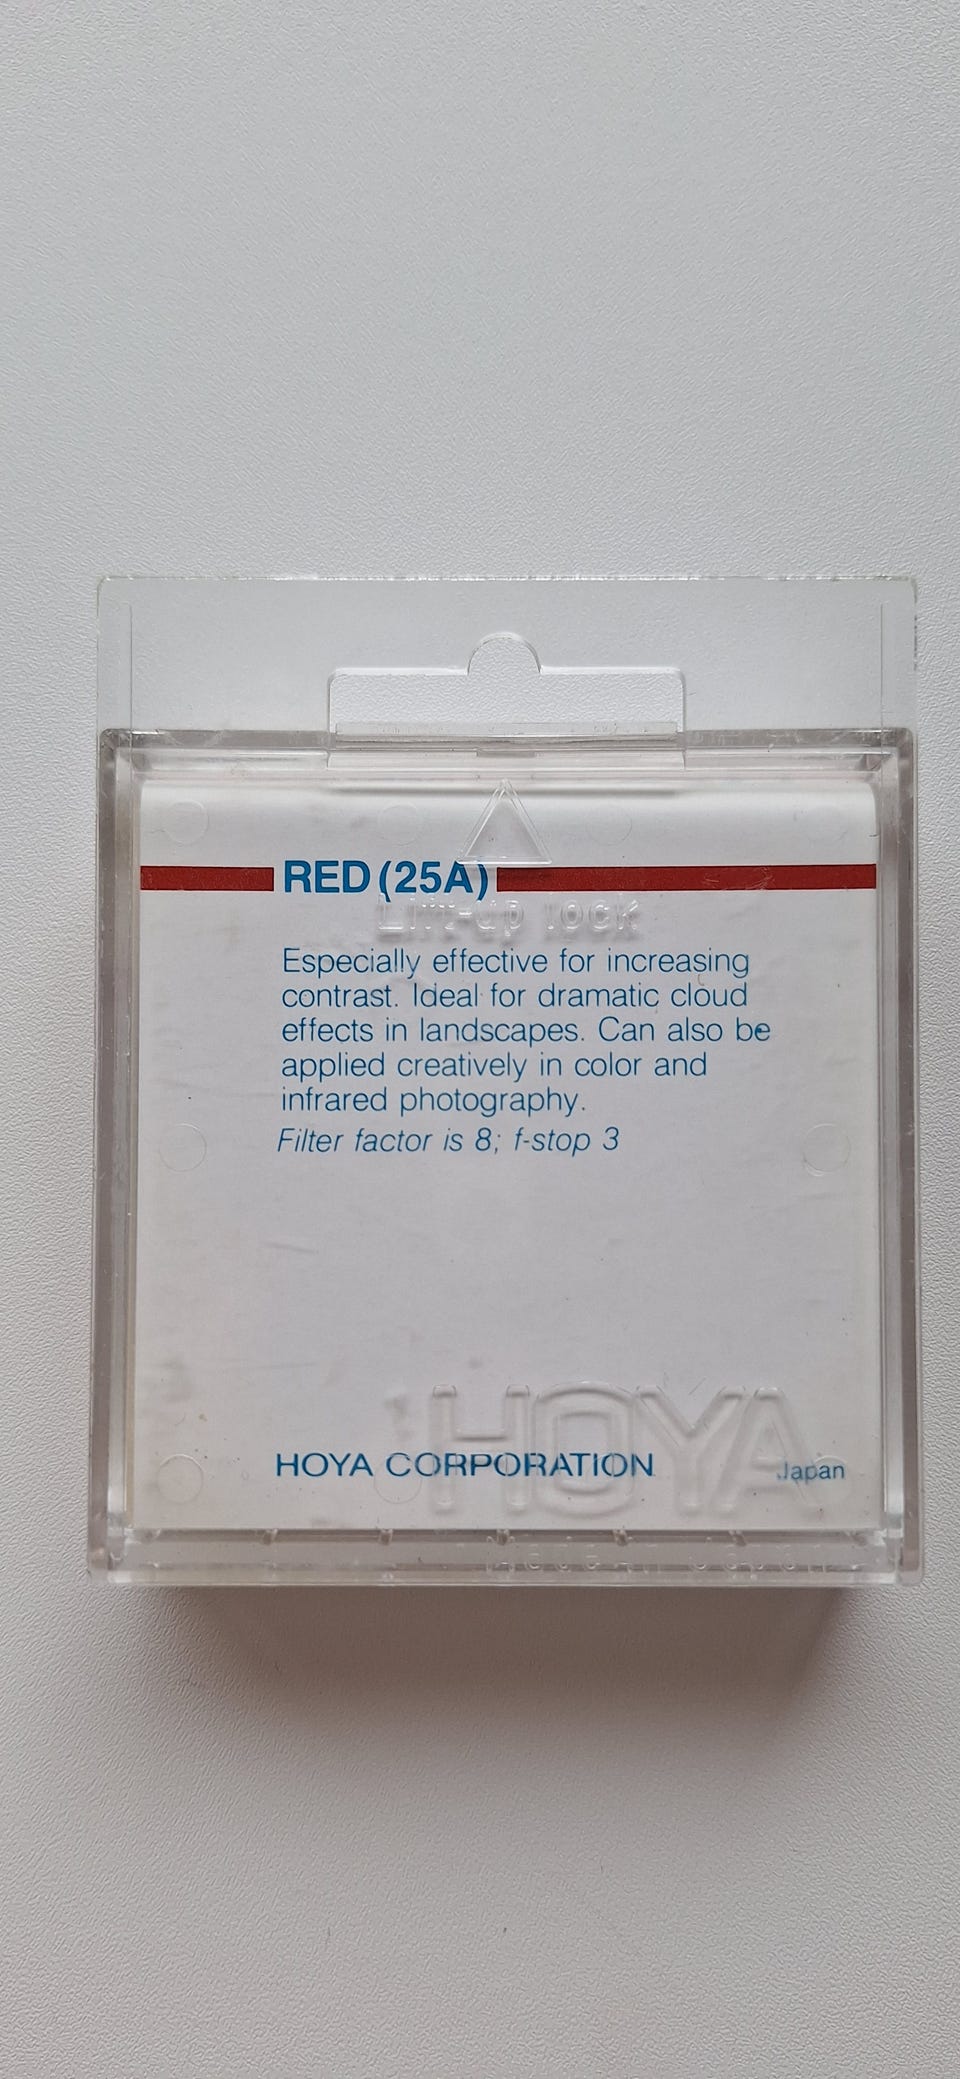 RED (25A)
Lift-up lock
Especially effective for increasing
contrast. Ideal for dramatic cloud
effects in landscapes. Can also be
applied creatively in color and
infrared photography.
Filter factor is 8; f-stop 3
HOYA
HOYA CORPORATION
Japan